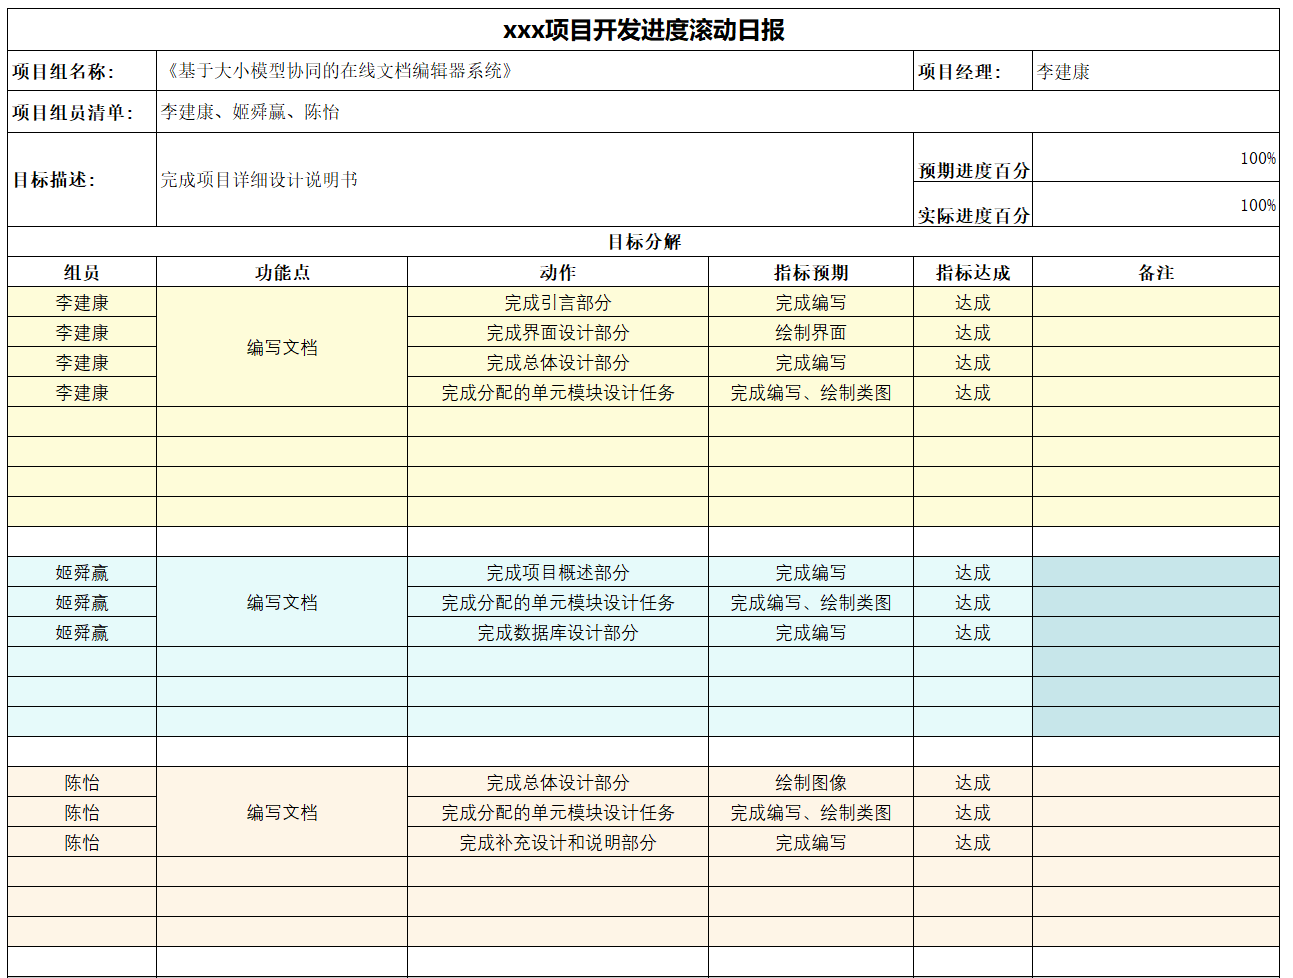 xxx项目开发进度滚动日报
项目组名称： 《基于大小模型协同的在线文档编辑器系统》 项目经理： 李建康
项目组员清单： 李建康、姬舜赢、陈怡
目标描述： 完成项目详细设计说明书 预期进度百分 100%
实际进度百分 100%
目标分解
组员 功能点 动作 指标预期 指标达成 备注
李建康 编写文档 完成引言部分 完成编写 达成
李建康 完成界面设计部分 绘制界面 达成
李建康 完成总体设计部分 完成编写 达成
李建康 完成分配的单元模块设计任务 完成编写、绘制类图 达成
姬舜赢 编写文档 完成项目概述部分 完成编写 达成
姬舜赢 完成分配的单元模块设计任务 完成编写、绘制类图 达成
姬舜赢 完成数据库设计部分 完成编写 达成
陈怡 编写文档 完成总体设计部分 绘制图像 达成
陈怡 完成分配的单元模块设计任务 完成编写、绘制类图 达成
陈怡 完成补充设计和说明部分 完成编写 达成